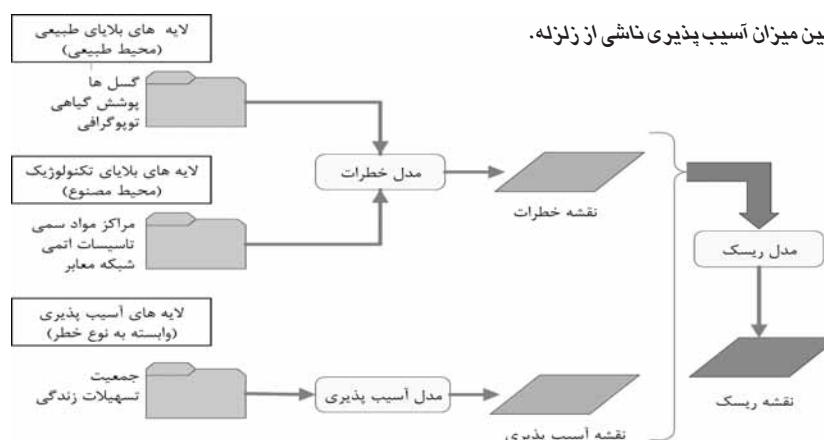 ین میزان آسیب پذیری ناشی از زلزله.
لایه های بلایای طبیعی
(محیط طبیعی)
گسل ها
پوشش گیاهی
توپوگرافی
مدل خطرات
نقشه خطرات
لایه های بلایای تکنولوژیک
(محیط مصنوع)
مراکز مواد سمی
تاسیسات اتمی
شبکه معابر
مدل ریسک
نقشه ریسک
لایه های آسیب پذیری
(وابسته به نوع خطر)
جمعیت
تسهیلات زندگی
مدل آسیب پذیری
نقشه آسیب پذیری